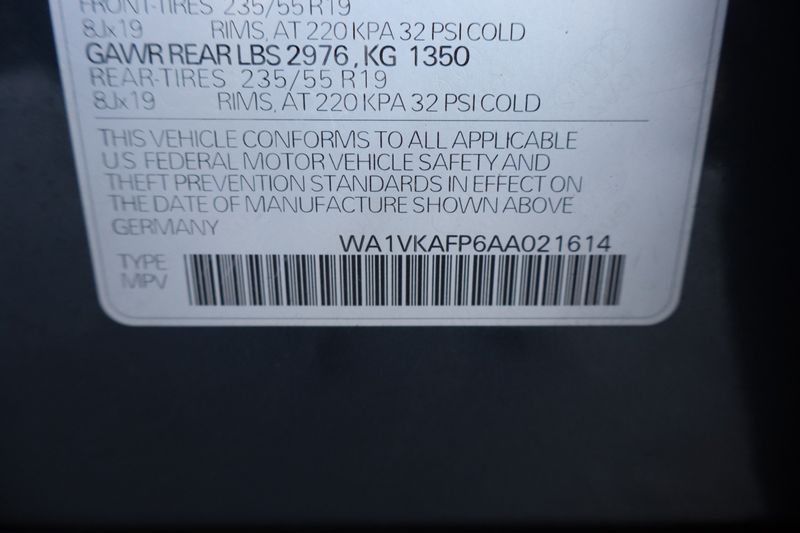 FRONT-TIRES 235/55 R19
8Jx19 RIMS, AT 220 KPA 32 PSI COLD
GAWR REAR LBS 2976, KG 1350
REAR-TIRES 235/55 R19
8Jx19 RIMS, AT 220 KPA 32 PSI COLD
THIS VEHICLE CONFORMS TO ALL APPLICABLE
U.S. FEDERAL MOTOR VEHICLE SAFETY AND
THEFT PREVENTION STANDARDS IN EFFECT ON
THE DATE OF MANUFACTURE SHOWN ABOVE
GERMANY
WA1VKAFP6AA021614
TYPE
MPV